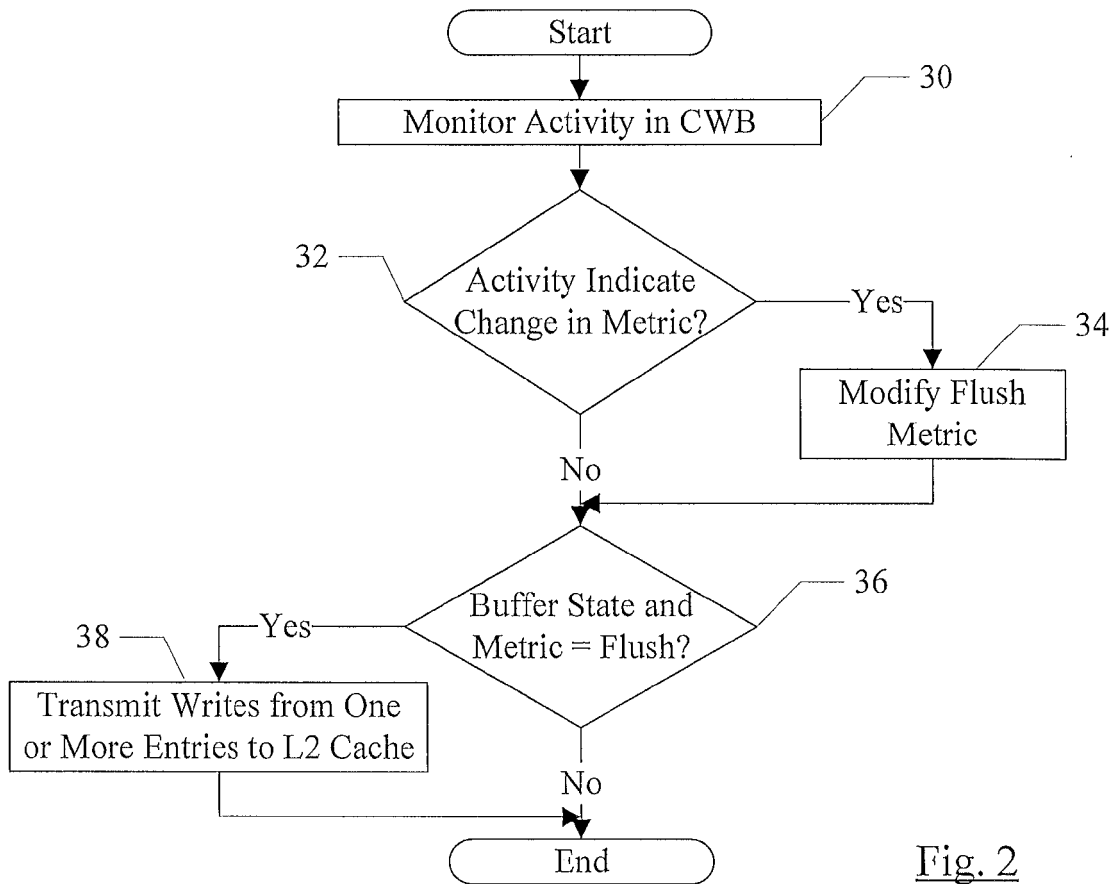 Start
30
Monitor Activity in CWB
32
Activity Indicate
Change in Metric?
Yes
34
Modify Flush
Metric
No
36
Buffer State and
Metric = Flush?
Yes
38
Transmit Writes from One
or More Entries to L2 Cache
No
End
Fig. 2